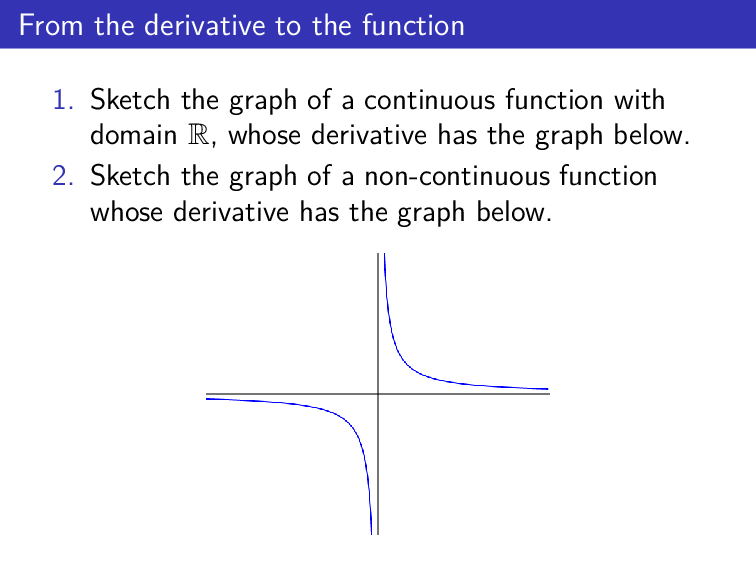 From the derivative to the function
1. Sketch the graph of a continuous function with
domain ℝ, whose derivative has the graph below.
2. Sketch the graph of a non-continuous function
whose derivative has the graph below.